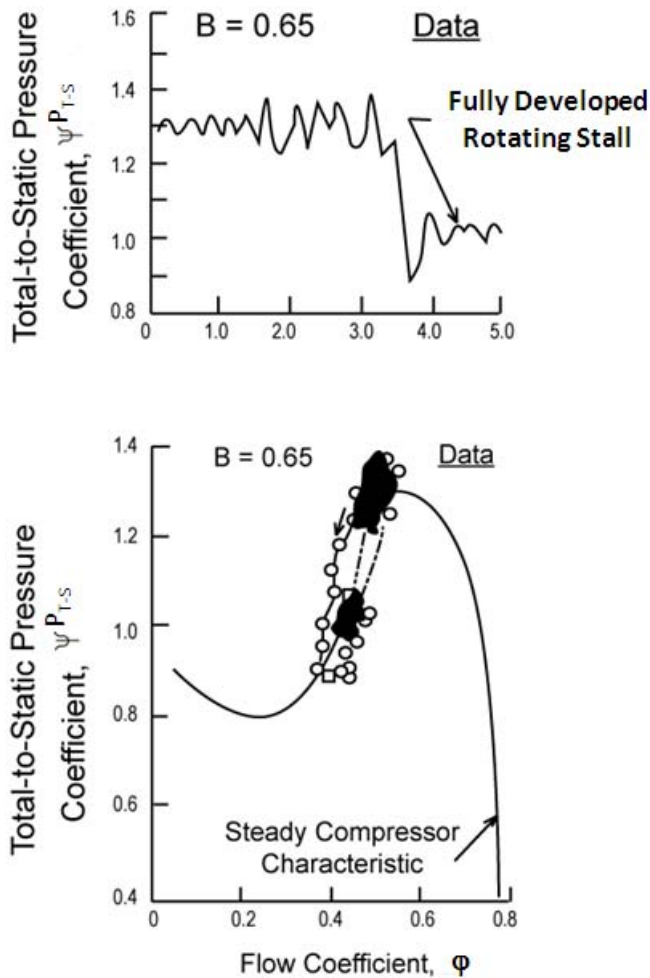 B = 0.65 Data
Total-to-Static Pressure
Coefficient, Ψ P T-S
1.6
1.4
1.2
1.0
0.8
Fully Developed
Rotating Stall
0 1.0 2.0 3.0 4.0 5.0
B = 0.65 Data
Total-to-Static Pressure
Coefficient, Ψ P T-S
1.4
1.2
1.0
0.8
0.6
0.4
Steady Compressor
Characteristic
0 0.2 0.4 0.6 0.8
Flow Coefficient, φ